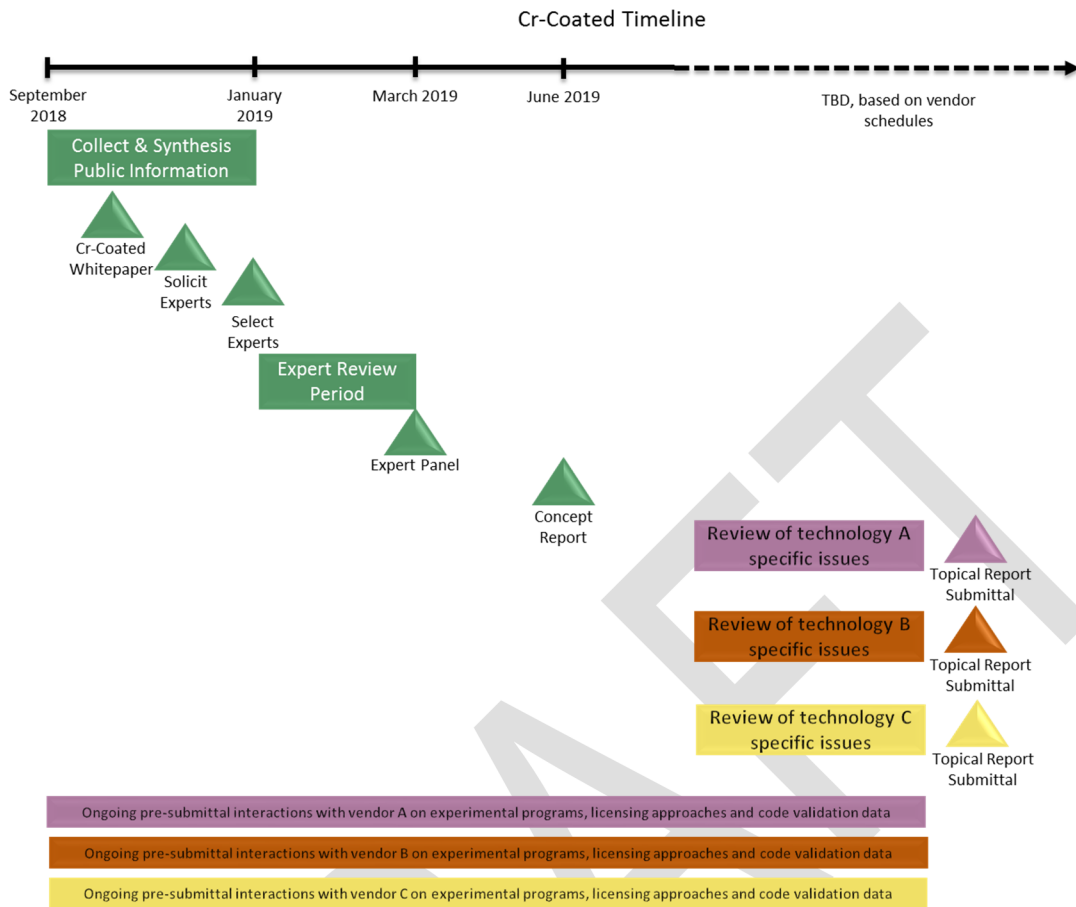 Cr-Coated Timeline
September
2018
January
2019
March 2019
June 2019
TBD, based on vendor
schedules
Collect & Synthesis
Public Information
Cr-Coated
Whitepaper
Solicit
Experts
Select
Experts
Expert Review
Period
Expert Panel
Concept
Report
Review of technology A
specific issues
Topical Report
Submittal
Review of technology B
specific issues
Topical Report
Submittal
Review of technology C
specific issues
Topical Report
Submittal
Ongoing pre-submittal interactions with vendor A on experimental programs, licensing approaches and code validation data
Ongoing pre-submittal interactions with vendor B on experimental programs, licensing approaches and code validation data
Ongoing pre-submittal interactions with vendor C on experimental programs, licensing approaches and code validation data
AFT